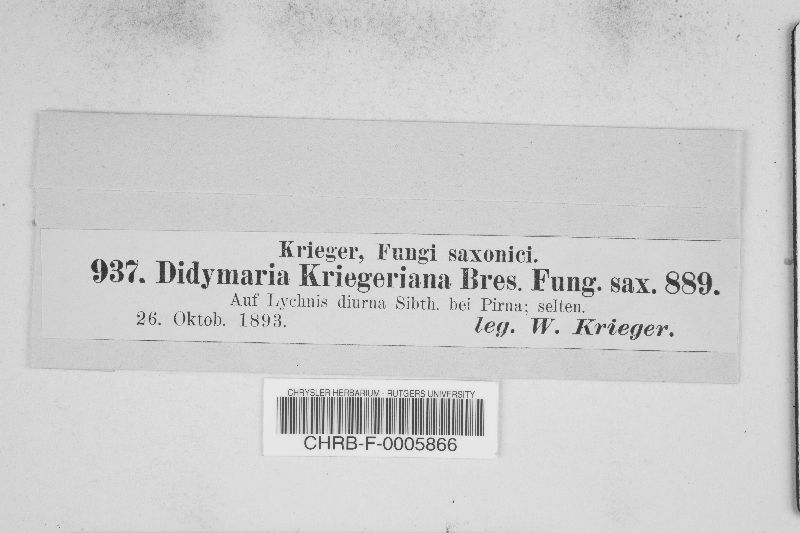 Krieger, Fungi saxonici.
937. Didymaria Kriegeriana Bres. Fung. sax. 889.
Auf Lychnis diurna Sibth. bei Pirna; selten.
26. Oktob. 1893. leg. W. Krieger.
CHRYSLER HERBARIUM - RUTGERS UNIVERSITY
CHRB-F-0005866